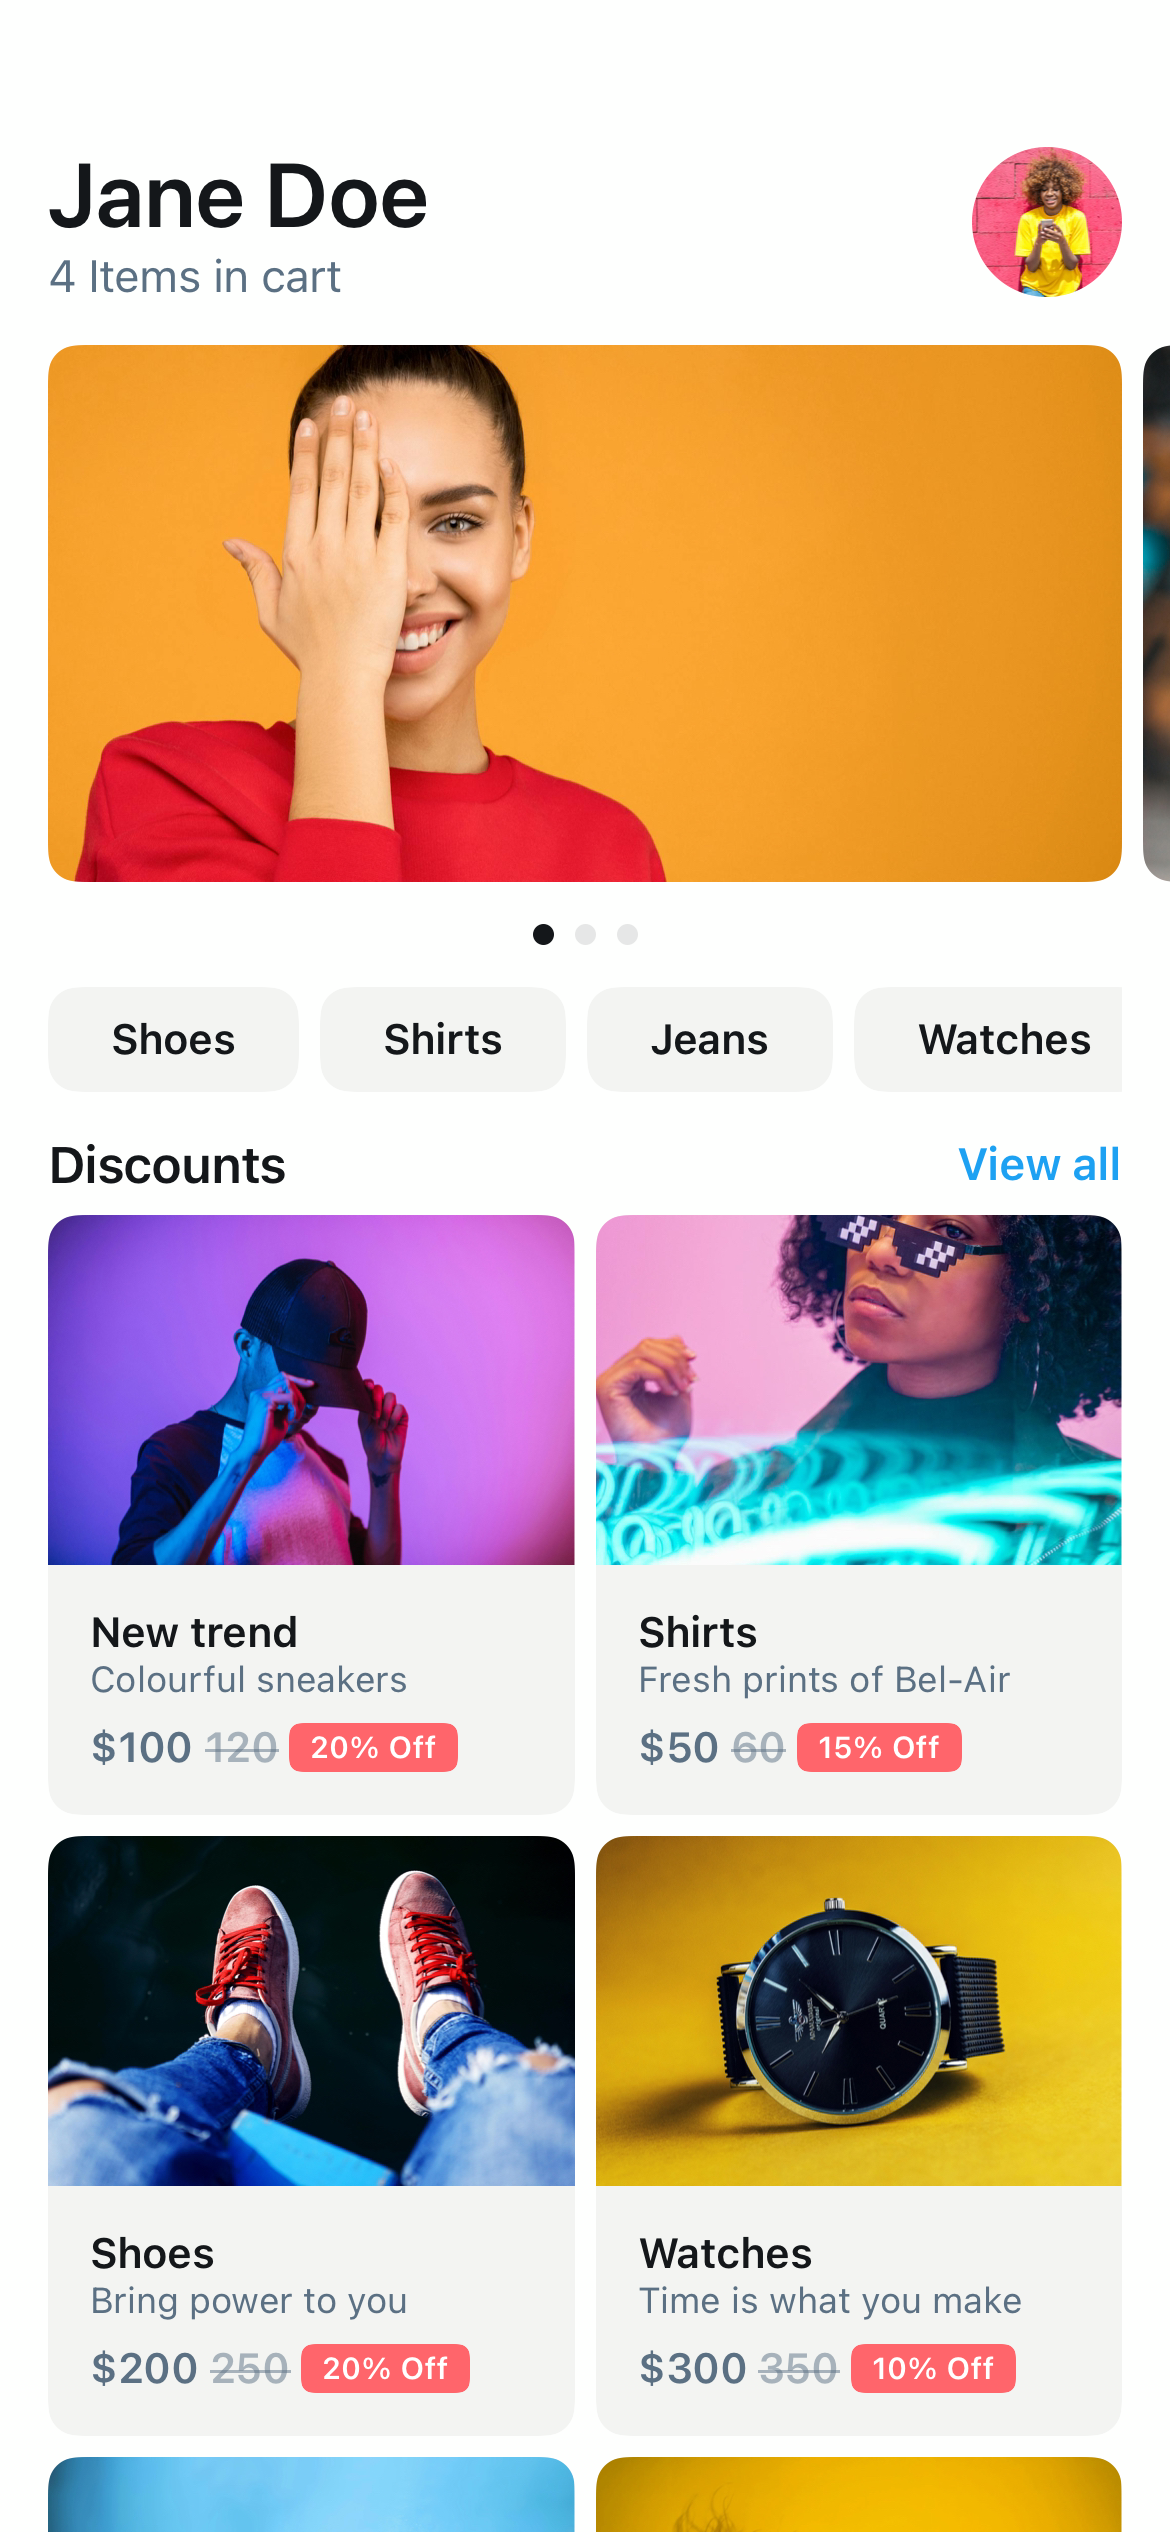 Jane Doe
4 Items in cart
Shoes
Shirts
Jeans
Watches
Discounts
View all
New trend
Colourful sneakers
$100 120 20% Off
Shirts
Fresh prints of Bel-Air
$50 60 15% Off
QUARTZ
Shoes
Bring power to you
$200 250 20% Off
Watches
Time is what you make
$300 350 10% Off